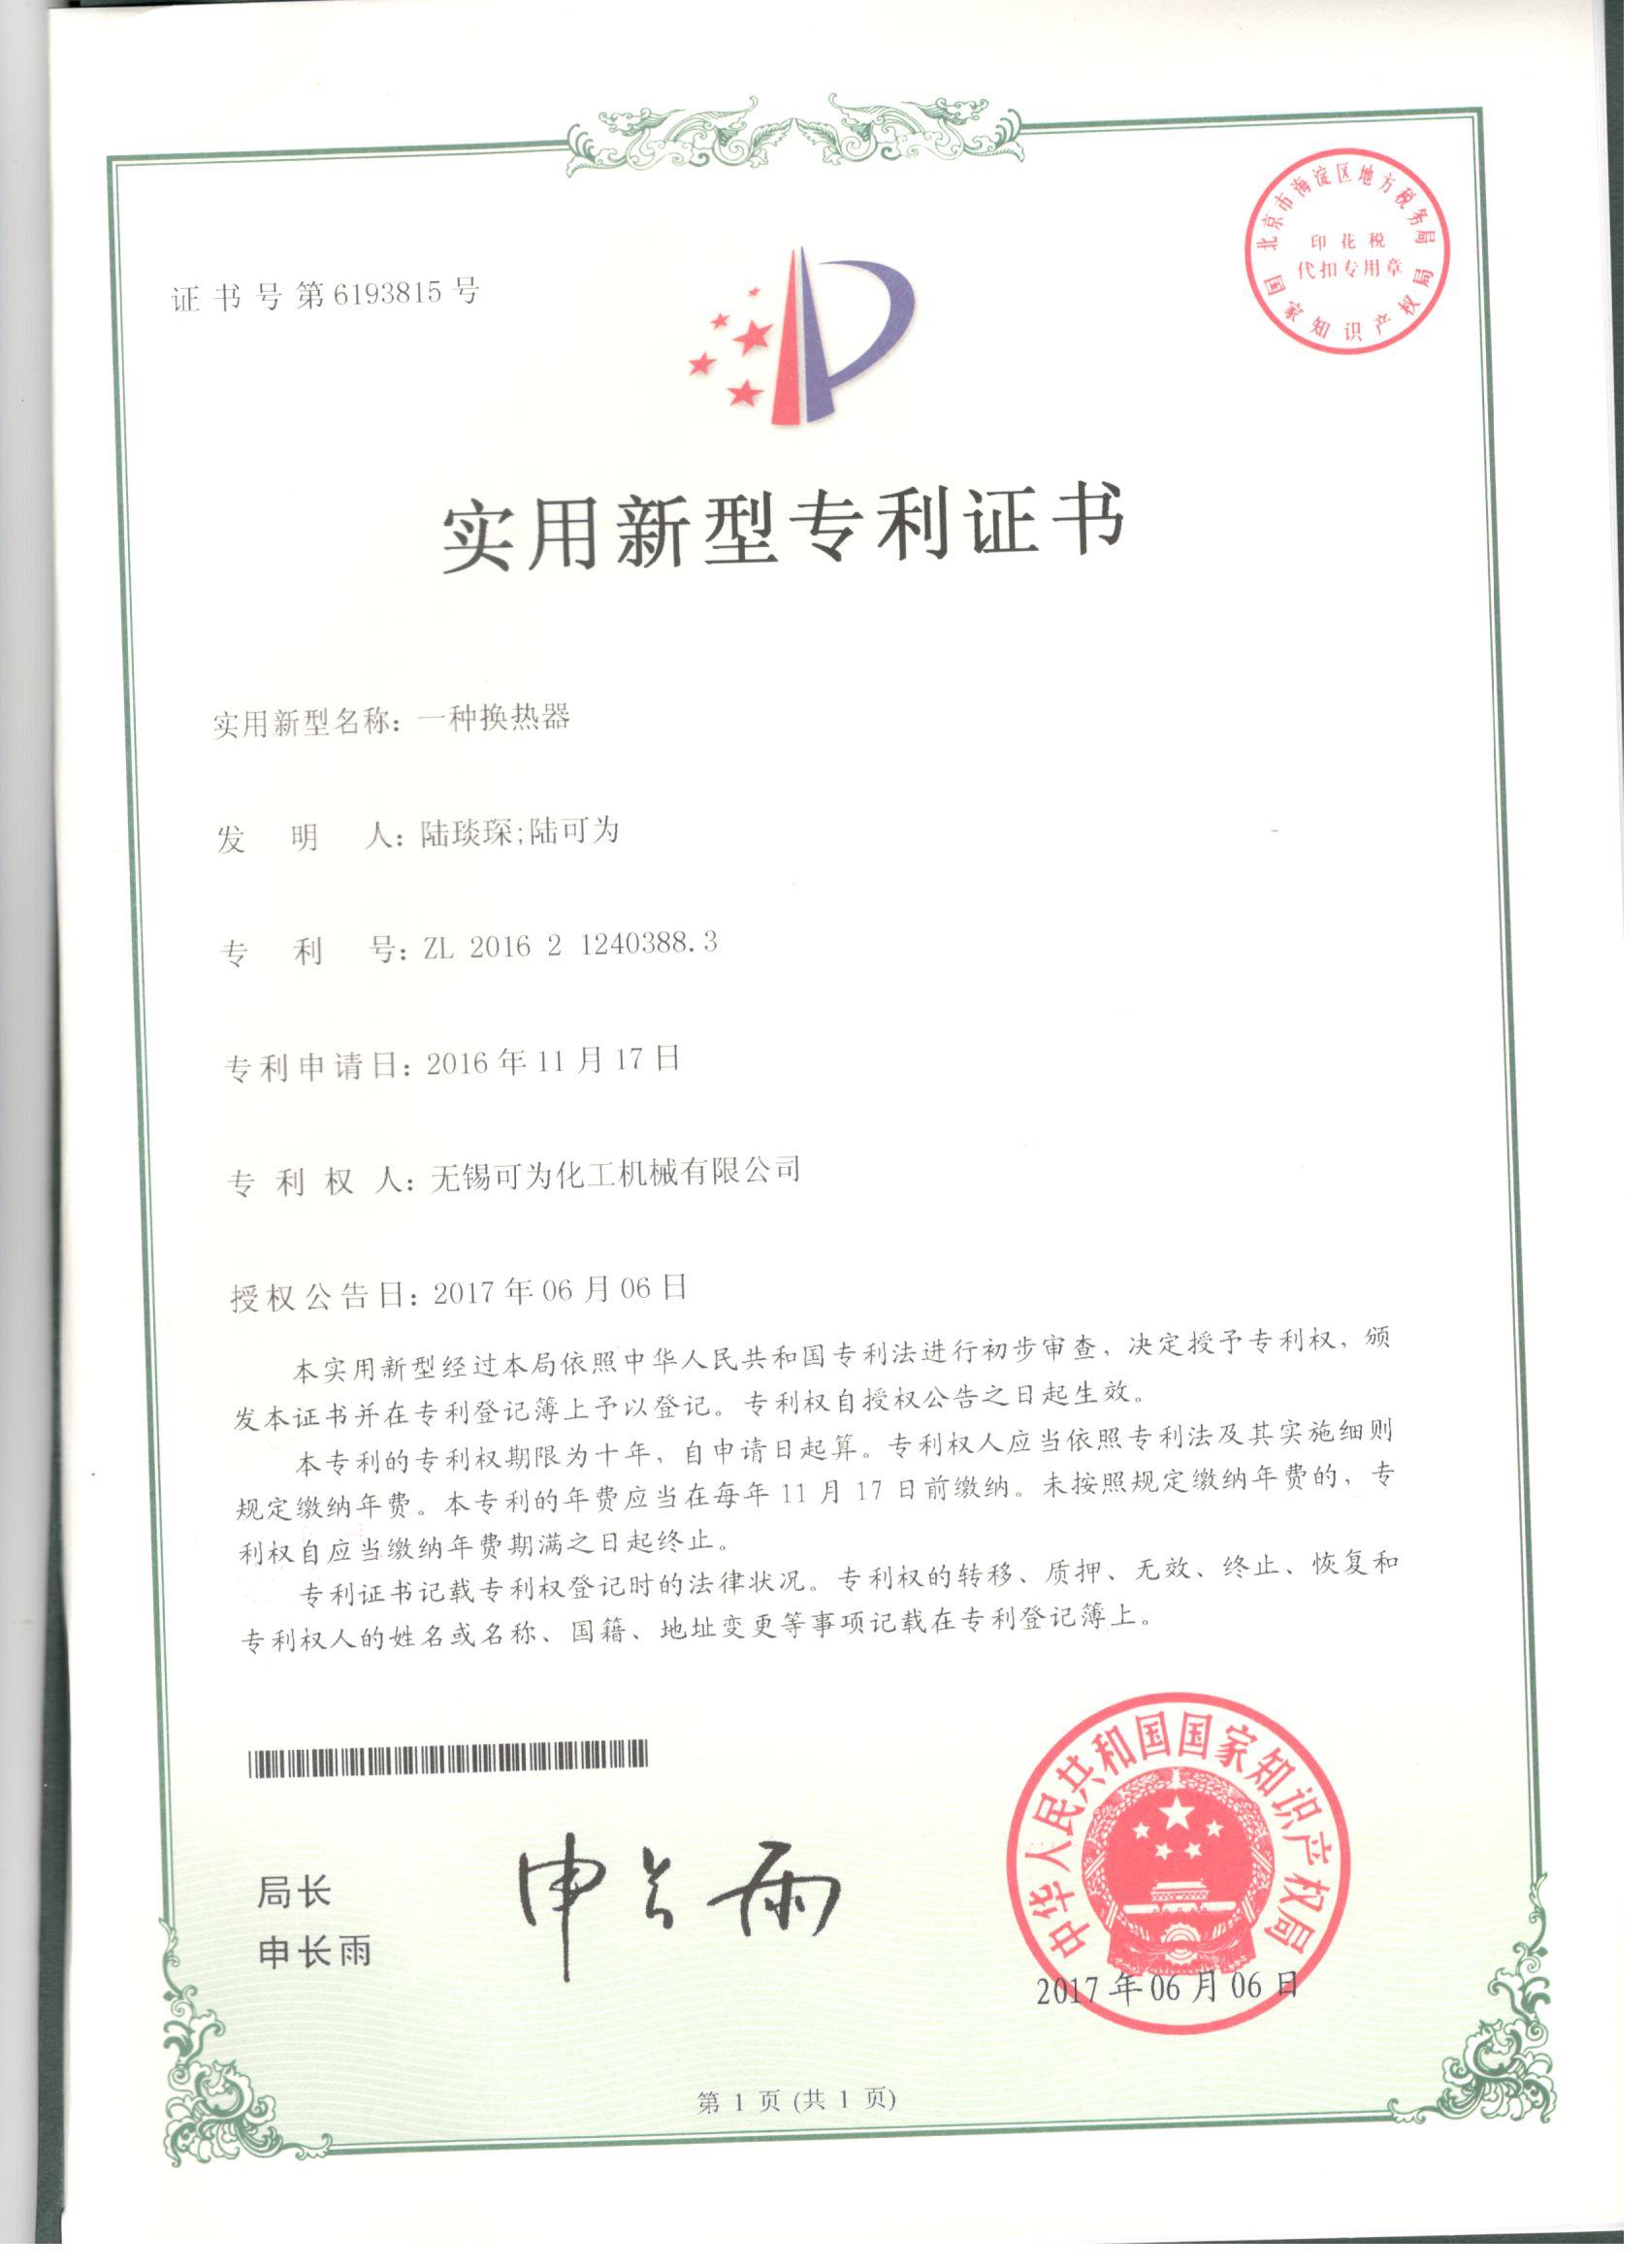 证书号第6193815号
北京市海淀区地方税务局
印花税
代扣专用章
国家知识产权局
实用新型专利证书
实用新型名称：一种换热器
发明人：陆琰琛;陆可为
专利号：ZL 2016 2 1240388.3
专利申请日：2016年11月17日
专利权人：无锡可为化工机械有限公司
授权公告日：2017年06月06日
本实用新型经过本局依照中华人民共和国专利法进行初步审查，决定授予专利权，颁
发本证书并在专利登记簿上予以登记。专利权自授权公告之日起生效。
本专利的专利权期限为十年，自申请日起算。专利权人应当依照专利法及其实施细则
规定缴纳年费。本专利的年费应当在每年11月17日前缴纳。未按照规定缴纳年费的，专
利权自应当缴纳年费期满之日起终止。
专利证书记载专利权登记时的法律状况。专利权的转移、质押、无效、终止、恢复和
专利权人的姓名或名称、国籍、地址变更等事项记载在专利登记簿上。
局长
申长雨
申长雨
中华人民共和国国家知识产权局
2017年06月06日
第 1 页 (共 1 页)